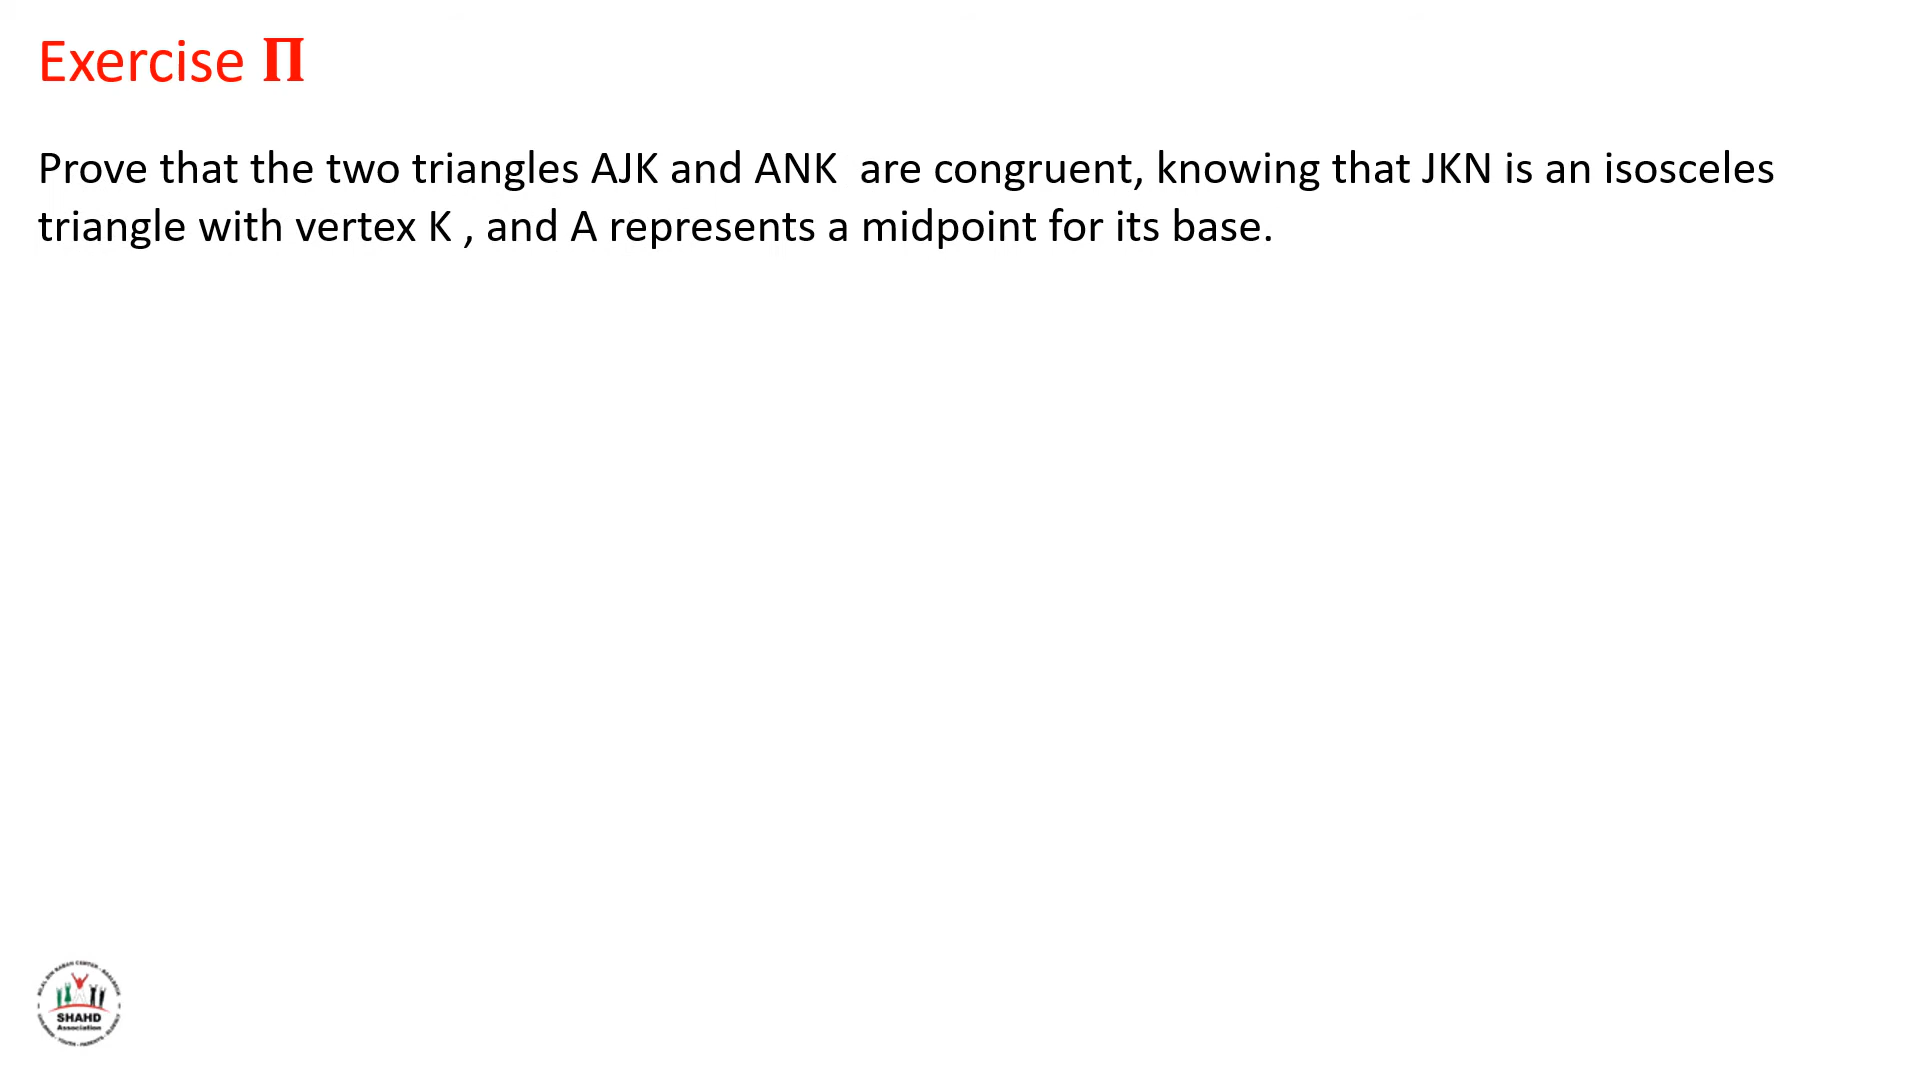 Exercise Π
Prove that the two triangles AJK and ANK are congruent, knowing that JKN is an isosceles
triangle with vertex K , and A represents a midpoint for its base.
SHAHD
Association